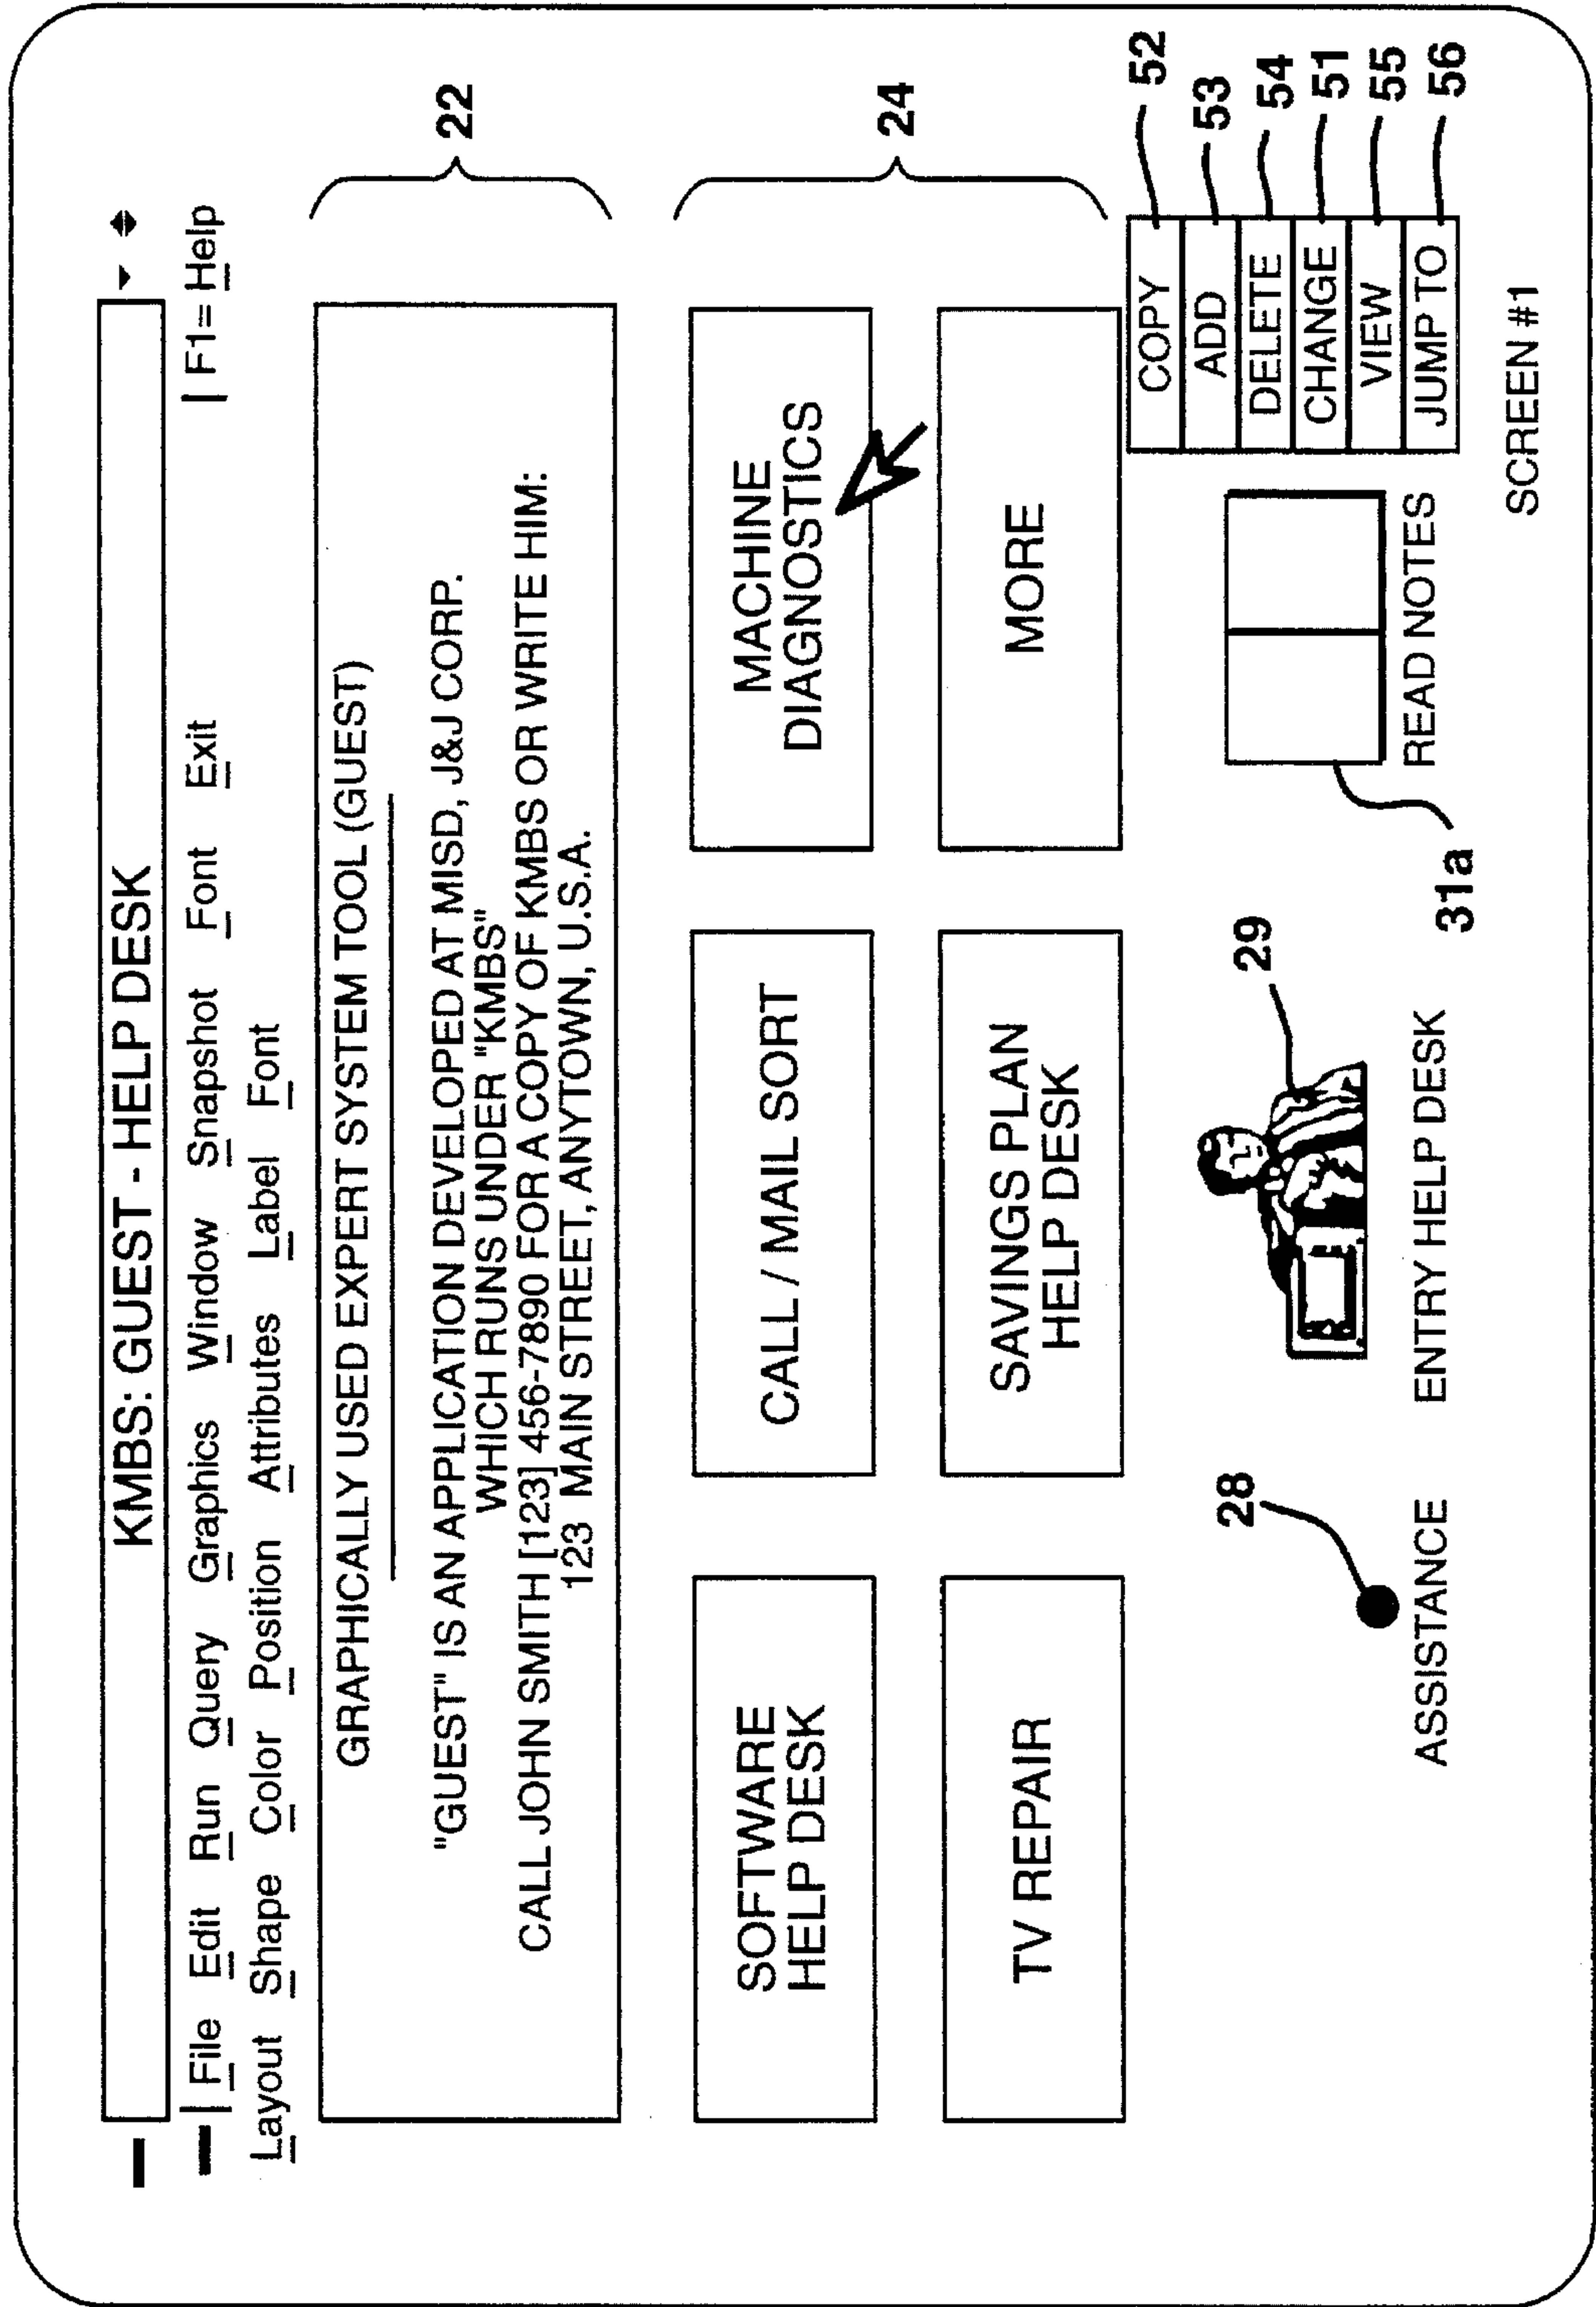 KMBS: GUEST - HELP DESK
File Edit Run Query Graphics Window Snapshot Font Exit | F1= Help
Layout Shape Color Position Attributes Label Font
GRAPHICALLY USED EXPERT SYSTEM TOOL (GUEST)
"GUEST" IS AN APPLICATION DEVELOPED AT MISD, J&J CORP.
WHICH RUNS UNDER "KMBS"
CALL JOHN SMITH [123] 456-7890 FOR A COPY OF KMBS OR WRITE HIM:
123 MAIN STREET, ANYTOWN, U.S.A.
22
SOFTWARE
HELP DESK
CALL / MAIL SORT
MACHINE
DIAGNOSTICS
24
TV REPAIR
SAVINGS PLAN
HELP DESK
MORE
COPY 52
ADD 53
DELETE 54
CHANGE 51
VIEW 55
JUMP TO 56
28
29
ASSISTANCE
ENTRY HELP DESK
READ NOTES
31a
SCREEN #1